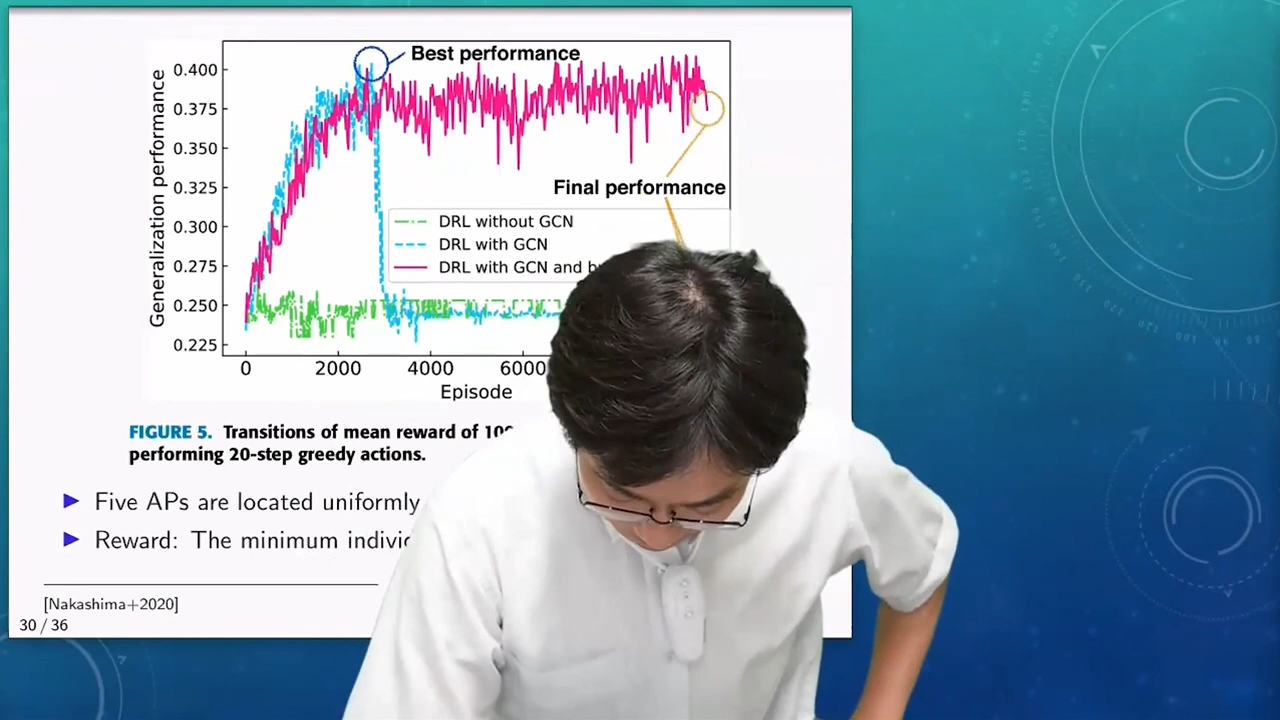 Best performance
0.400
0.375
0.350
0.325
0.300
0.275
0.250
0.225
Generalization performance
Final performance
DRL without GCN
DRL with GCN
DRL with GCN and
0 2000 4000 6000
Episode
FIGURE 5. Transitions of mean reward of
performing 20-step greedy actions.
Five APs are located uniformly
Reward: The minimum
[Nakashima+2020]
30 / 36